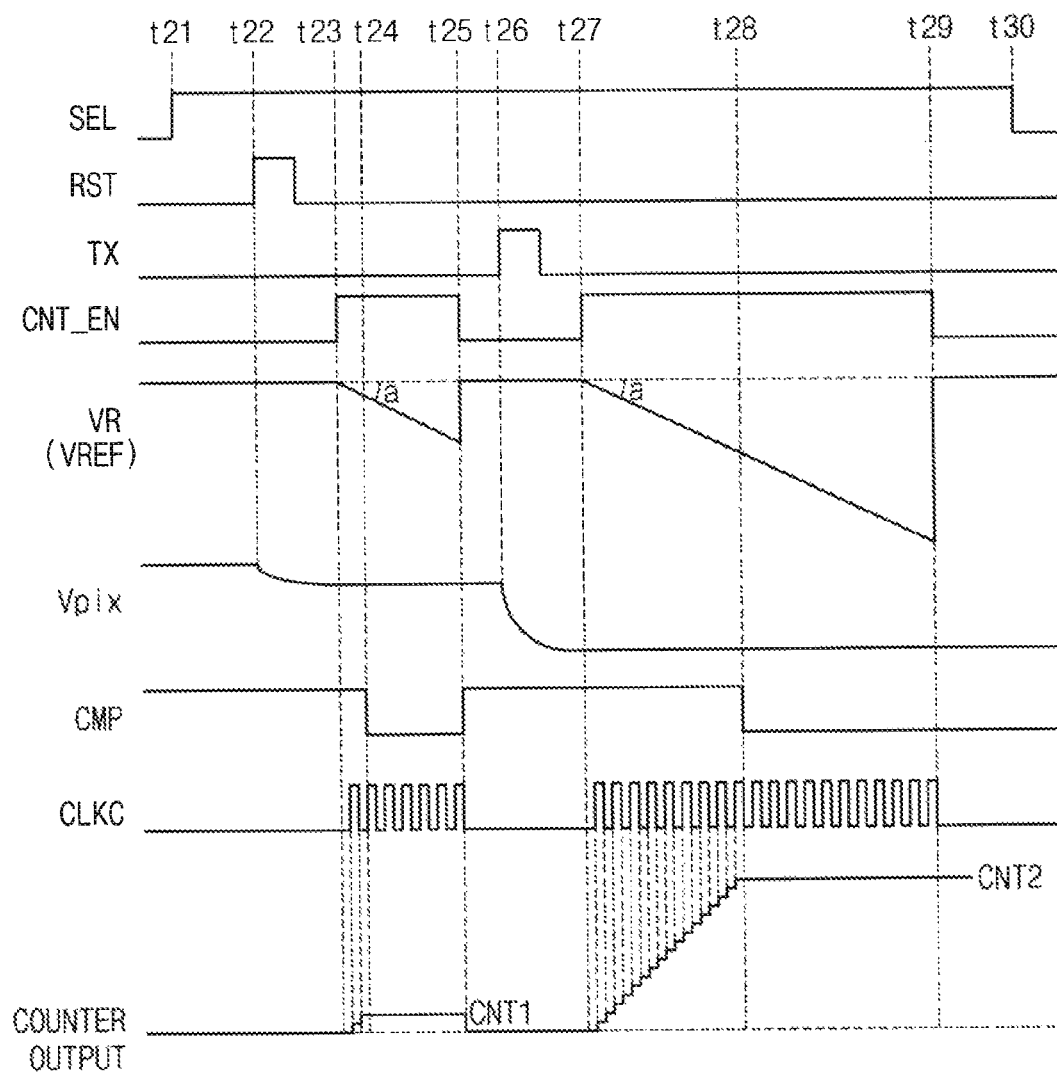 t21 t22 t23 t24 t25 t26 t27 t28 t29 t30
SEL
RST
TX
CNT_EN
/a /a
VR
(VREF)
Vpix
CMP
CLKC
CNT2
CNT1
COUNTER
OUTPUT